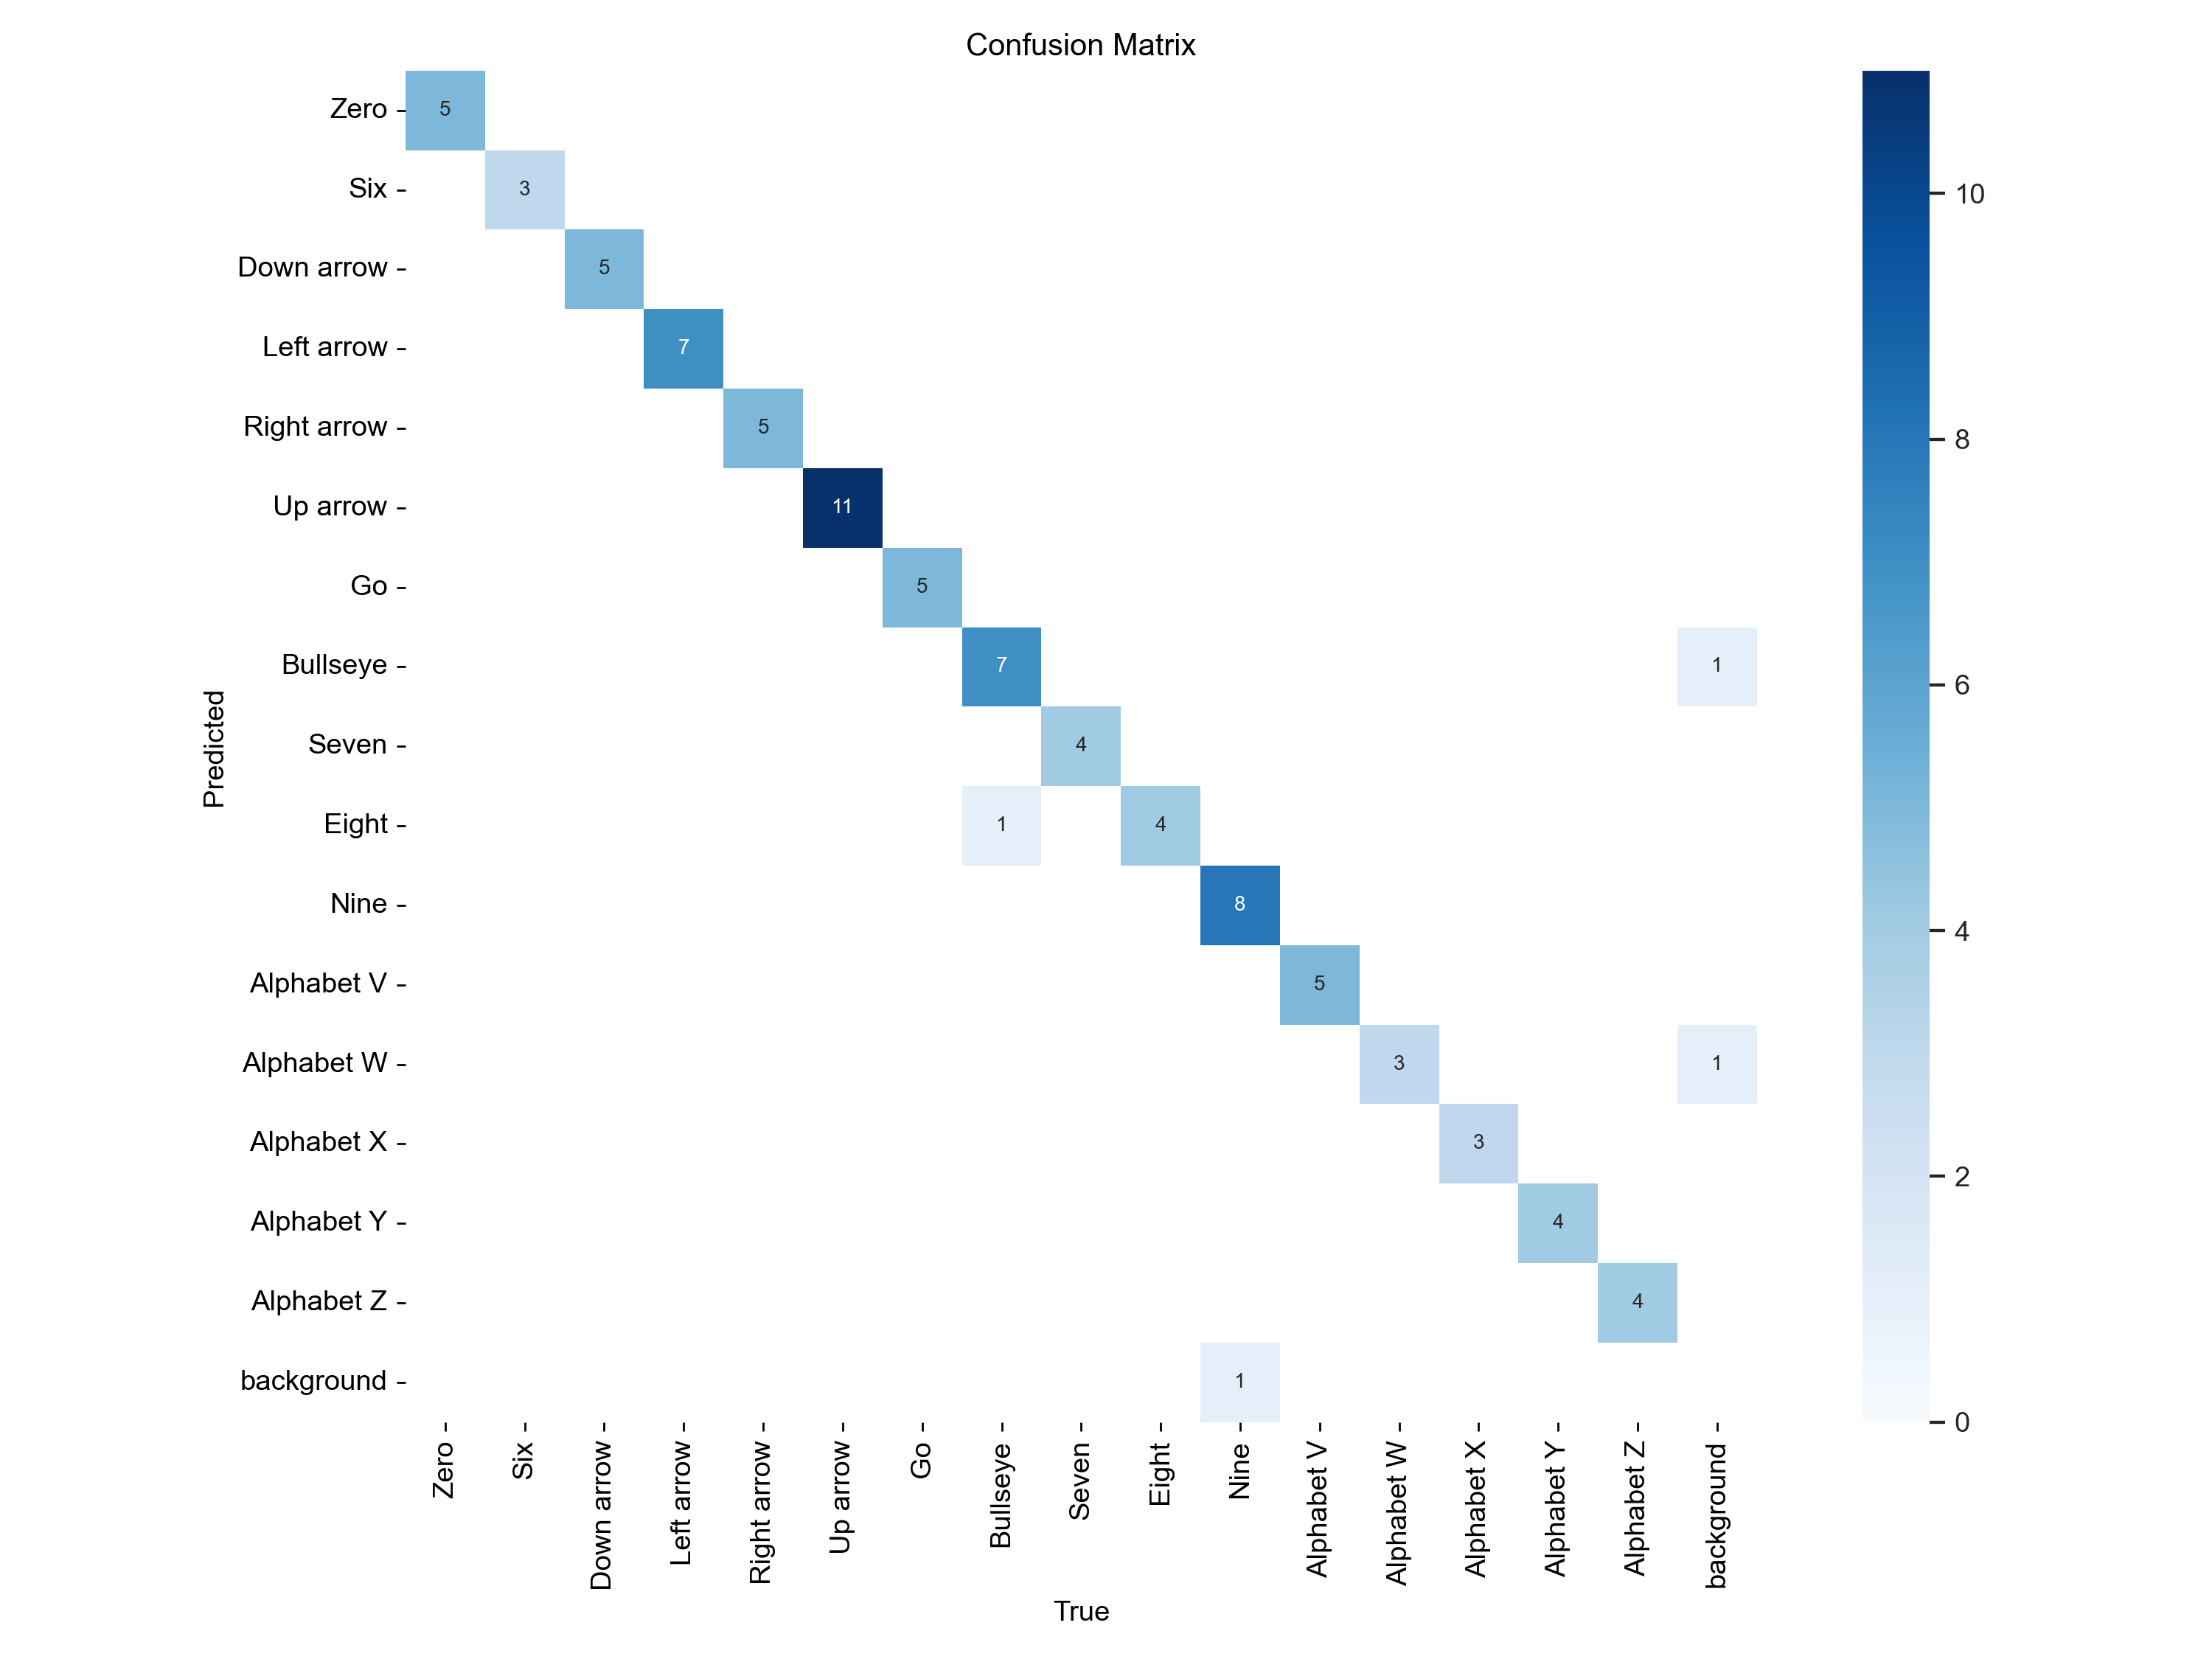 Confusion Matrix
Zero 5
Six 3
Down arrow 5
Left arrow 7
Right arrow 5
Up arrow 11
Go 5
Bullseye 7 1
Seven 4
Eight 1 4
Nine 8
Alphabet V 5
Alphabet W 3 1
Alphabet X 3
Alphabet Y 4
Alphabet Z 4
background 1
Predicted
Zero Six Down arrow Left arrow Right arrow Up arrow Go Bullseye Seven Eight Nine Alphabet V Alphabet W Alphabet X Alphabet Y Alphabet Z background
True
10
8
6
4
2
0